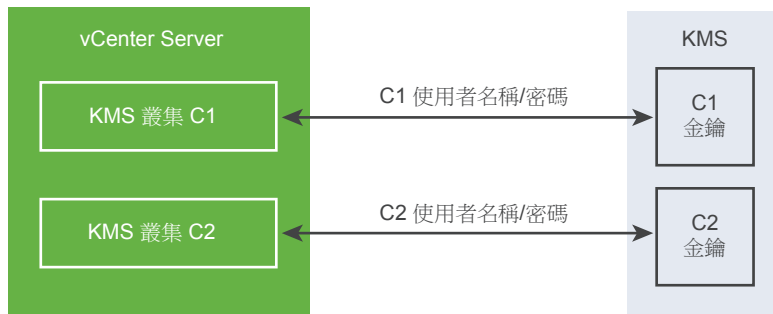 vCenter Server
KMS
KMS 叢集 C1
C1 使用者名稱/密碼
C1
金鑰
KMS 叢集 C2
C2 使用者名稱/密碼
C2
金鑰